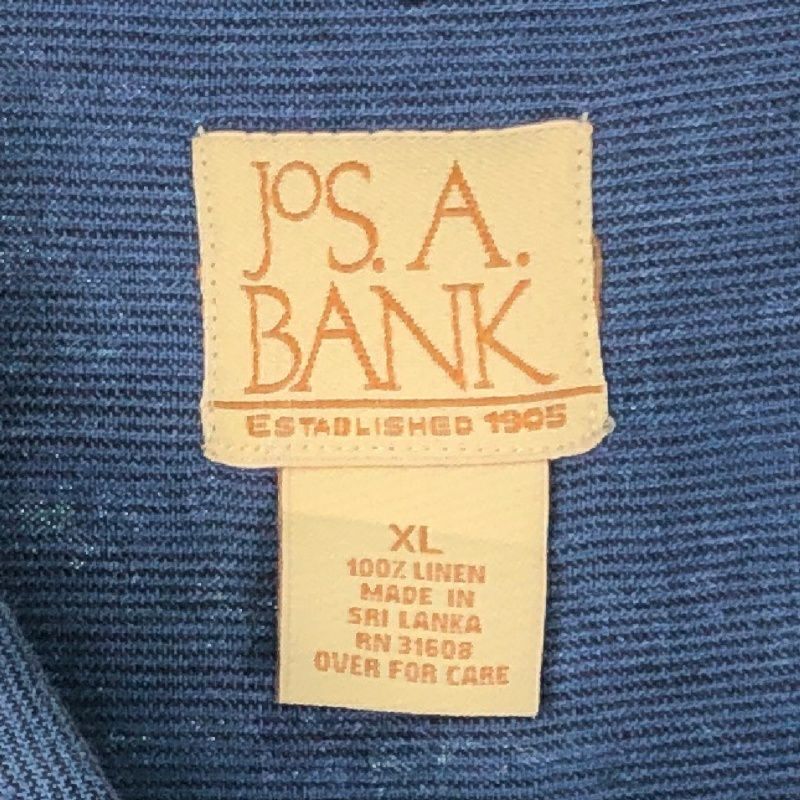 JOS. A.
BANK
ESTABLISHED 1905
XL
100% LINEN
MADE IN
SRI LANKA
RN 31608
OVER FOR CARE